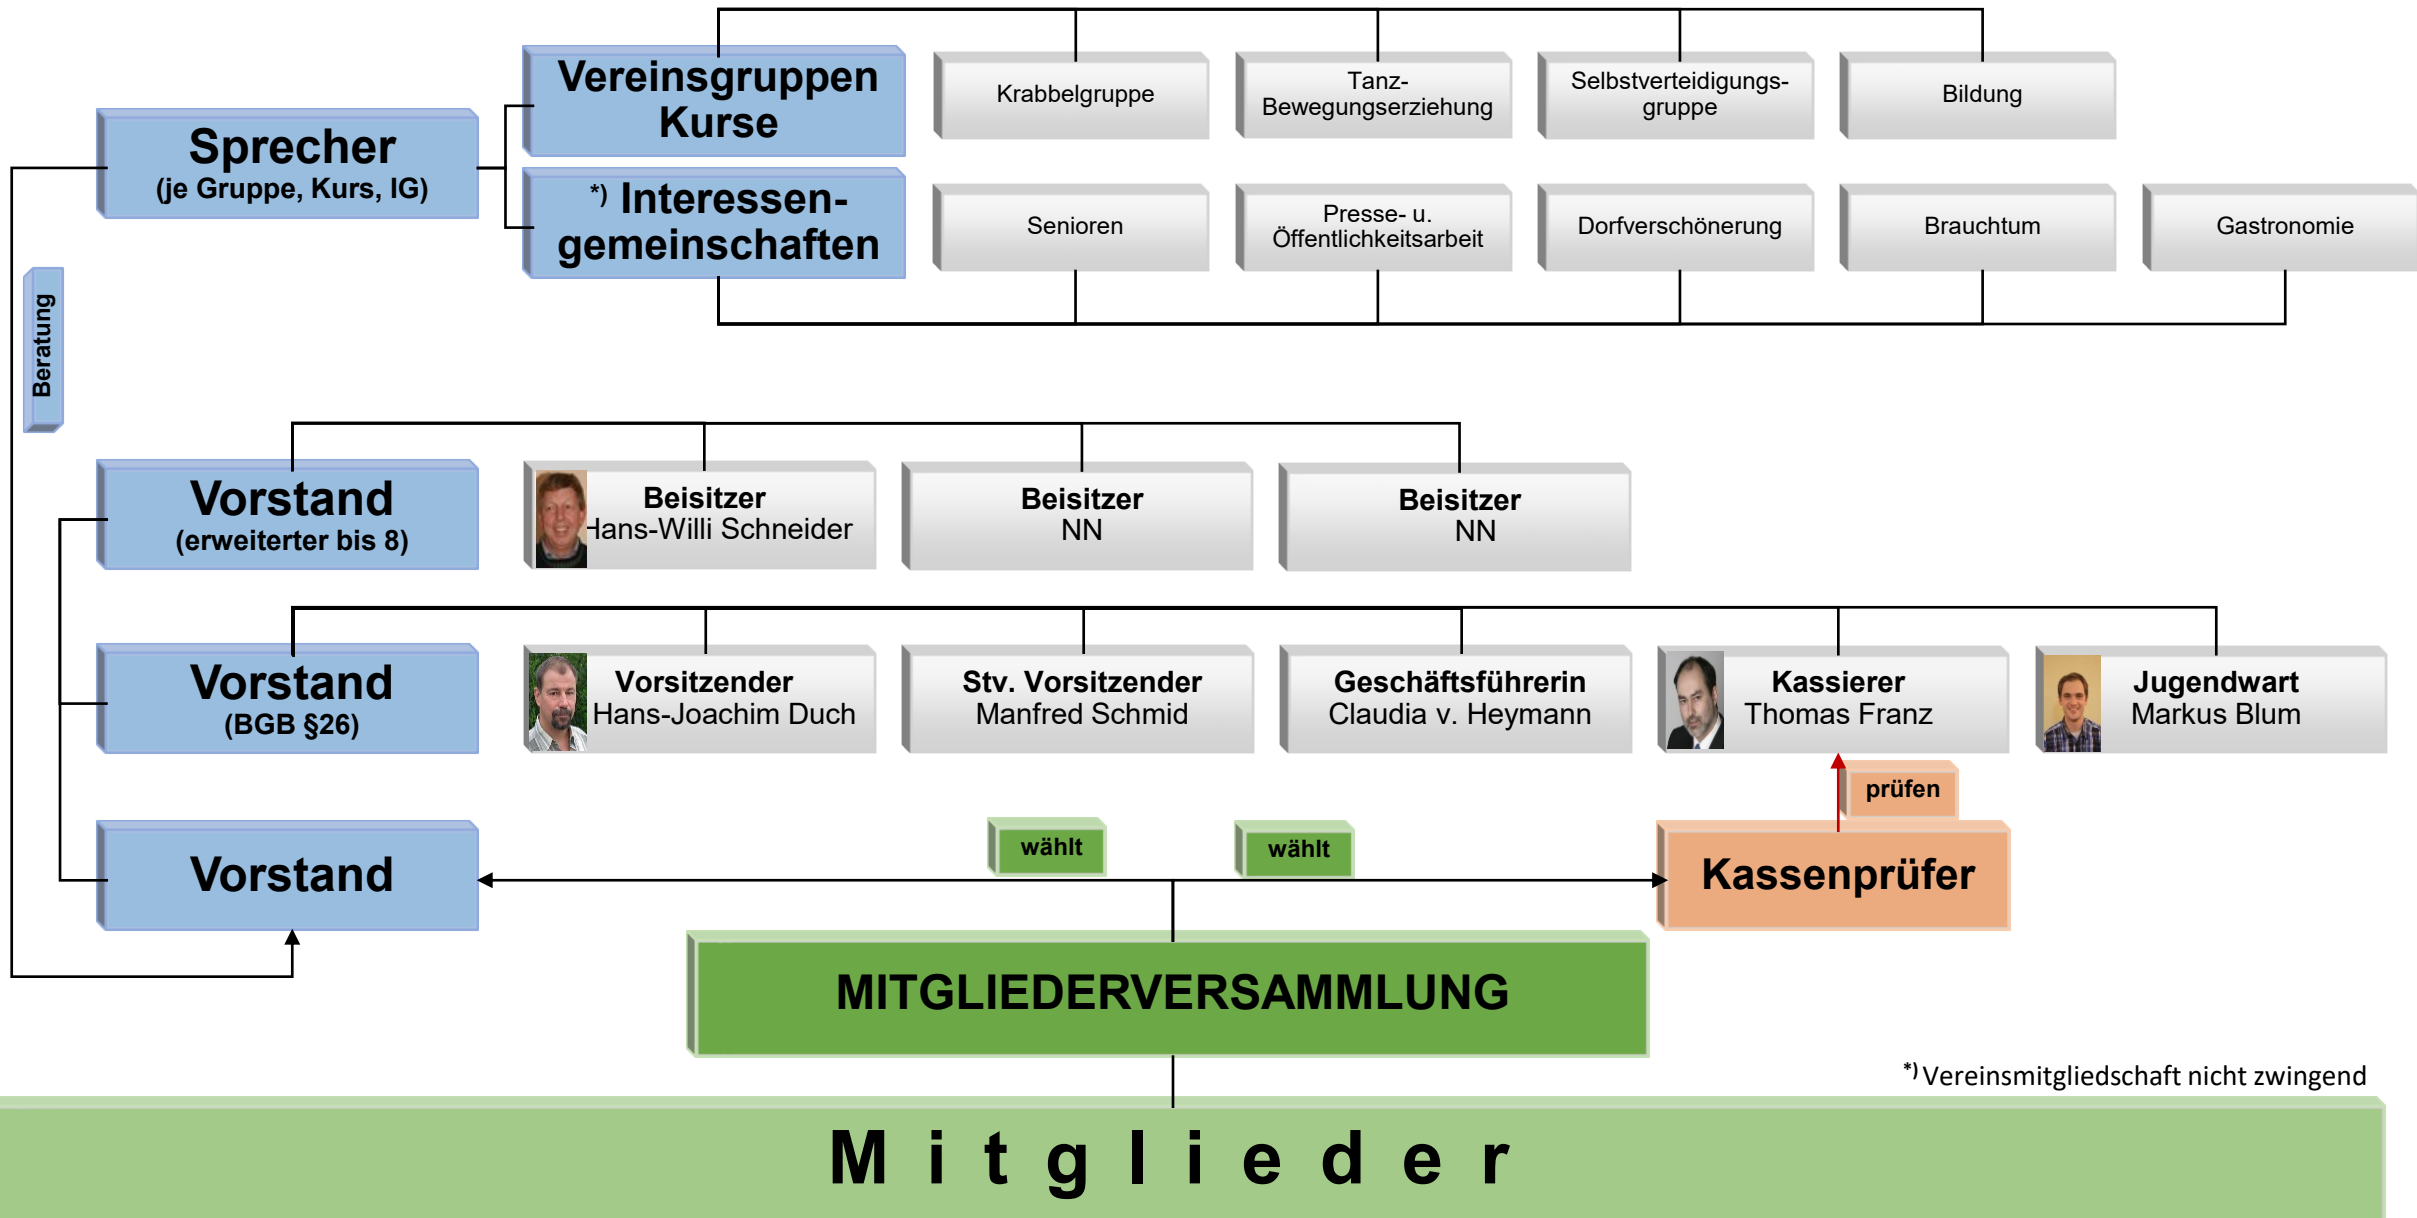 Vereinsgruppen
Kurse
Krabbelgruppe
Tanz-
Bewegungserziehung
Selbstverteidigungs-
gruppe
Bildung
Sprecher
(je Gruppe, Kurs, IG)
*) Interessen-
gemeinschaften
Senioren
Presse- u.
Öffentlichkeitsarbeit
Dorfverschönerung
Brauchtum
Gastronomie
Beratung
Vorstand
(erweiterter bis 8)
Beisitzer
Hans-Willi Schneider
Beisitzer
NN
Beisitzer
NN
Vorstand
(BGB §26)
Vorsitzender
Hans-Joachim Duch
Stv. Vorsitzender
Manfred Schmid
Geschäftsführerin
Claudia v. Heymann
Kassierer
Thomas Franz
Jugendwart
Markus Blum
prüfen
wählt
wählt
Vorstand
Kassenprüfer
MITGLIEDERVERSAMMLUNG
*) Vereinsmitgliedschaft nicht zwingend
M i t g l i e d e r